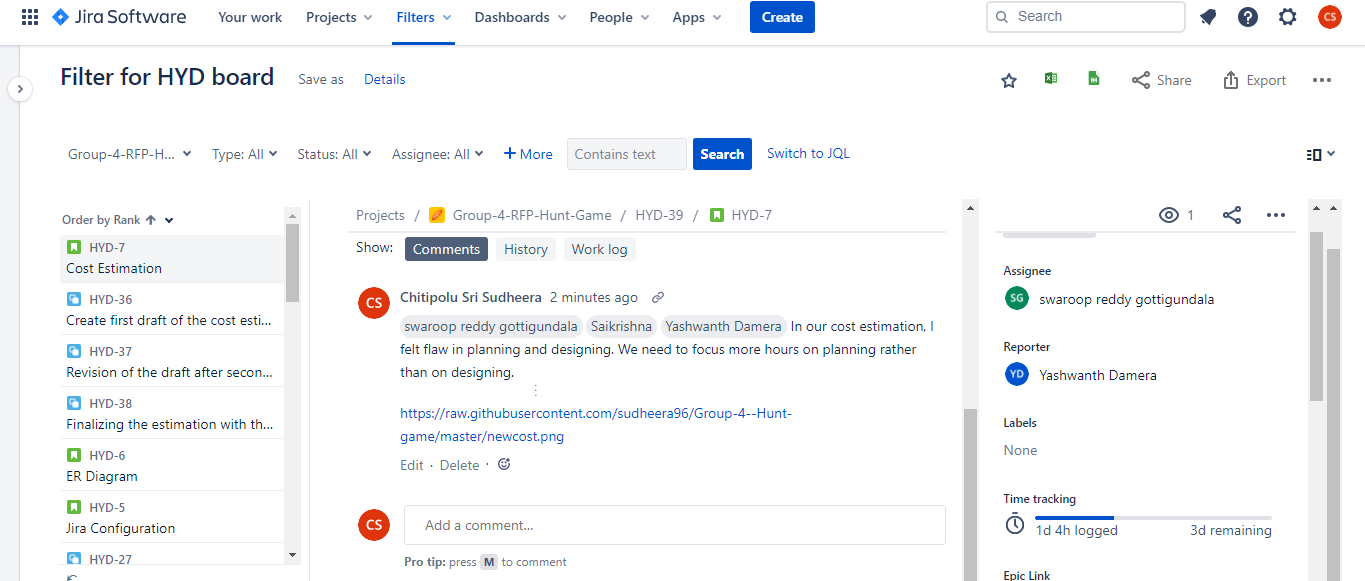 Jira Software Your work Projects Filters Dashboards People Apps Create Search CS
Filter for HYD board Save as Details Share Export
Group-4-RFP-H... Type: All Status: All Assignee: All + More Contains text Search Switch to JQL
Order by Rank
HYD-7
Cost Estimation
HYD-36
Create first draft of the cost esti...
HYD-37
Revision of the draft after secon...
HYD-38
Finalizing the estimation with th...
HYD-6
ER Diagram
HYD-5
Jira Configuration
HYD-27
Projects / Group-4-RFP-Hunt-Game / HYD-39 / HYD-7
Show: Comments History Work log
CS Chitipolu Sri Sudheera 2 minutes ago
swaroop reddy gottigundala Saikrishna Yashwanth Damera In our cost estimation, I
felt flaw in planning and designing. We need to focus more hours on planning rather
than on designing.
https://raw.githubusercontent.com/sudheera96/Group-4--Hunt-
game/master/newcost.png
Edit · Delete ·
CS Add a comment...
Pro tip: press M to comment
1
Assignee
SG swaroop reddy gottigundala
Reporter
YD Yashwanth Damera
Labels
None
Time tracking
1d 4h logged 3d remaining
Epic Link